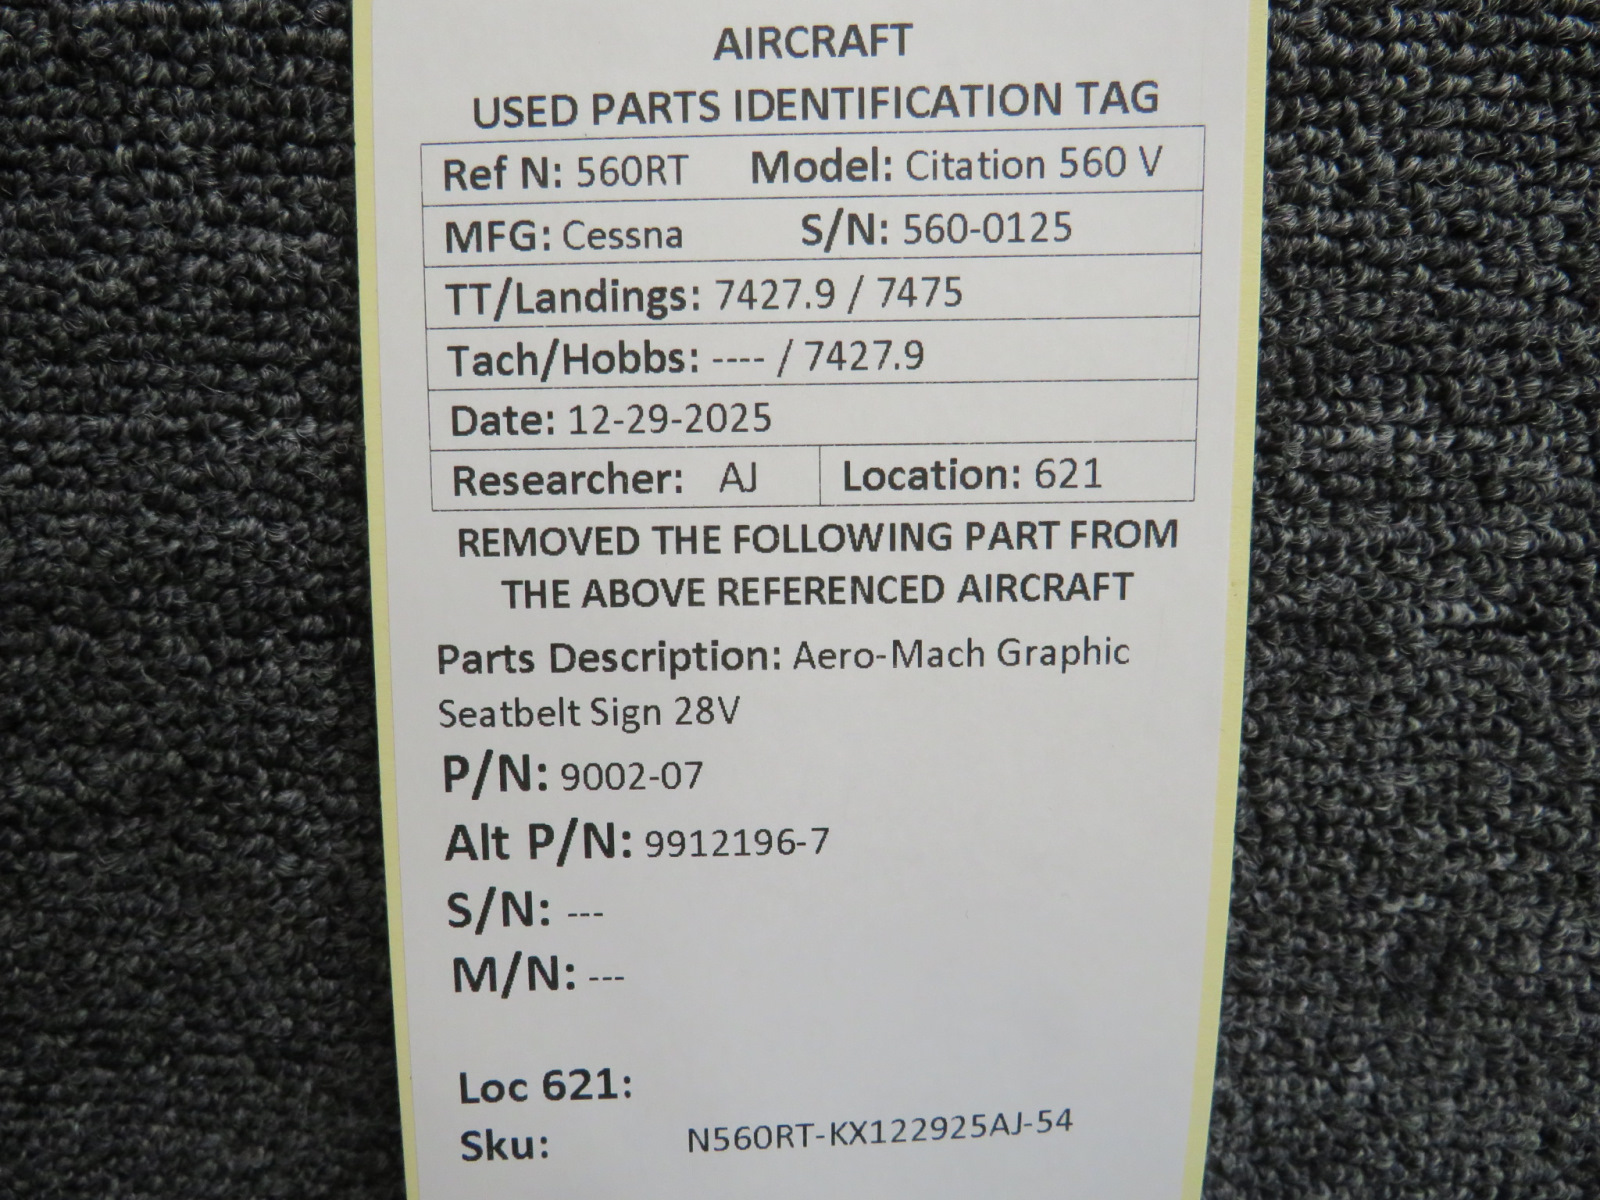 AIRCRAFT
USED PARTS IDENTIFICATION TAG
Ref N: 560RT Model: Citation 560 V
MFG: Cessna S/N: 560-0125
TT/Landings: 7427.9 / 7475
Tach/Hobbs: ---- / 7427.9
Date: 12-29-2025
Researcher: AJ Location: 621
REMOVED THE FOLLOWING PART FROM
THE ABOVE REFERENCED AIRCRAFT
Parts Description: Aero-Mach Graphic
Seatbelt Sign 28V
P/N: 9002-07
Alt P/N: 9912196-7
S/N: ---
M/N: ---
Loc 621:
Sku: N560RT-KX122925AJ-54